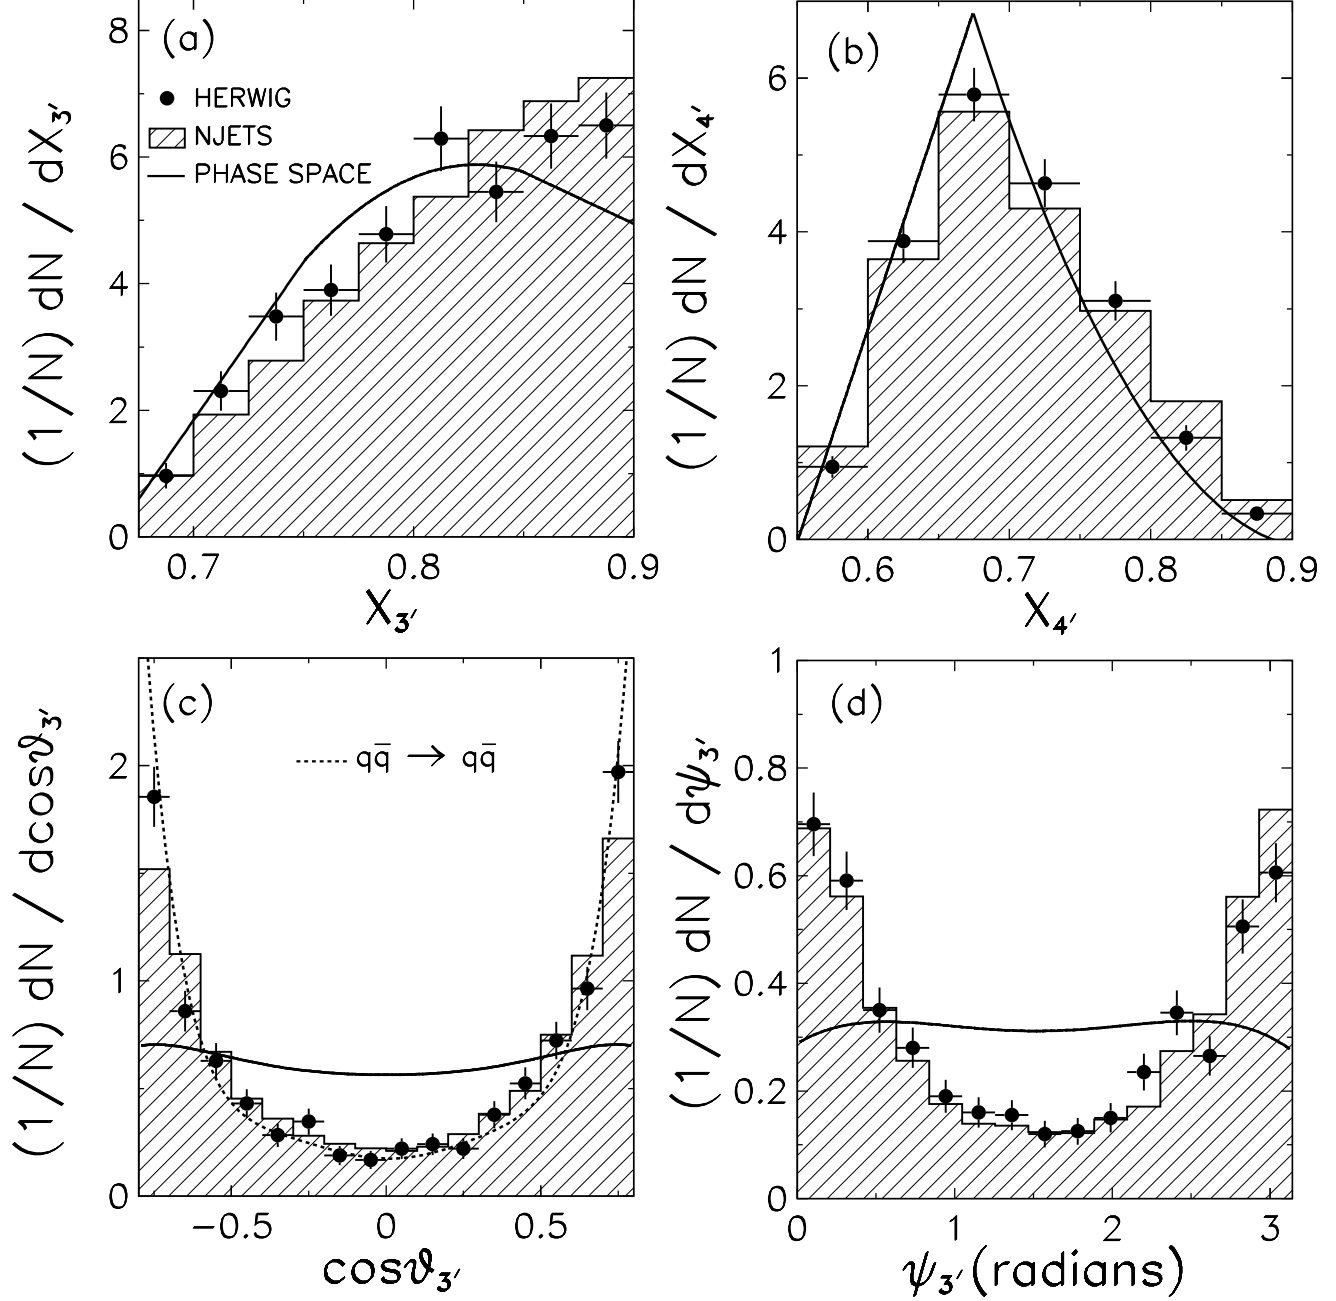 (a)
HERWIG
NJETS
PHASE SPACE
(1/N) dN / dX3′
8
6
4
2
0
0.7 0.8 0.9
X3′
(b)
(1/N) dN / dX4′
6
4
2
0
0.6 0.7 0.8 0.9
X4′
(c)
qq̄ → qq̄
(1/N) dN / dcosϑ3′
2
1
0
−0.5 0 0.5
cosϑ3′
(d)
(1/N) dN / dψ3′
1
0.8
0.6
0.4
0.2
0
0 1 2 3
ψ3′(radians)